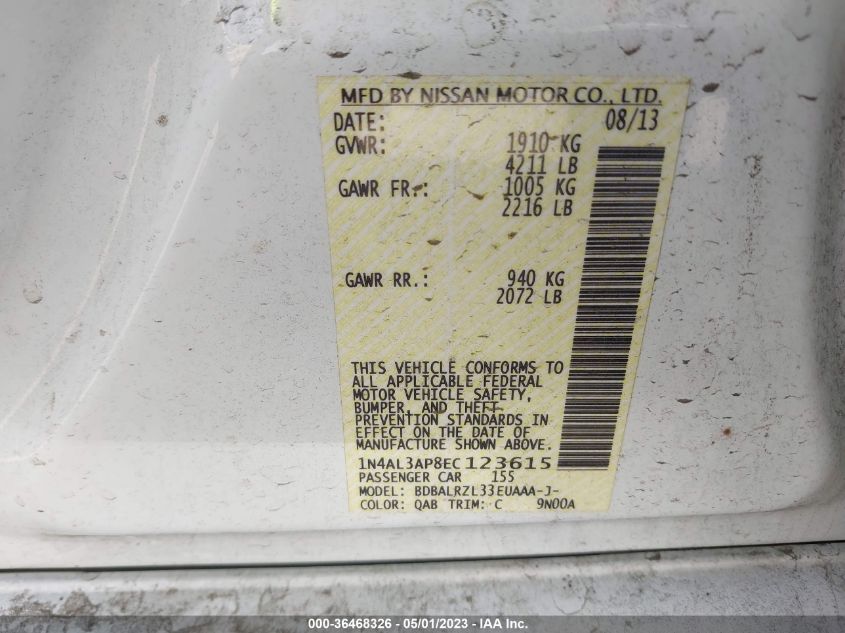 MFD BY NISSAN MOTOR CO., LTD.
DATE: 08/13
GVWR: 1910 KG
4211 LB
GAWR FR.: 1005 KG
2216 LB
GAWR RR.: 940 KG
2072 LB
THIS VEHICLE CONFORMS TO
ALL APPLICABLE FEDERAL
MOTOR VEHICLE SAFETY,
BUMPER, AND THEFT
PREVENTION STANDARDS IN
EFFECT ON THE DATE OF
MANUFACTURE SHOWN ABOVE.
1N4AL3AP8EC123615
PASSENGER CAR 155
MODEL: BDBALRZL33EUAAA-J-
COLOR: QAB TRIM: C 9N00A
000-36468326 - 05/01/2023 - IAA Inc.